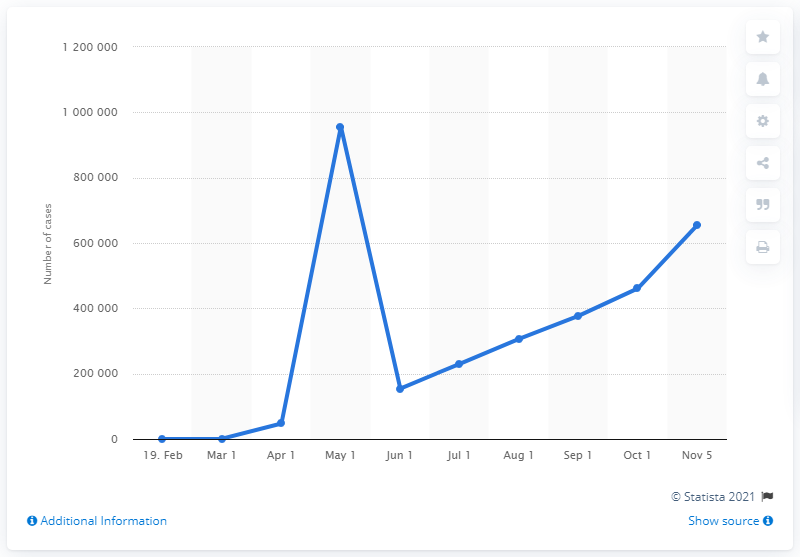 1 200 000
1 000 000
800 000
600 000
400 000
200 000
0
Number of cases
19. Feb Mar 1 Apr 1 May 1 Jun 1 Jul 1 Aug 1 Sep 1 Oct 1 Nov 5
© Statista 2021
Additional Information Show source